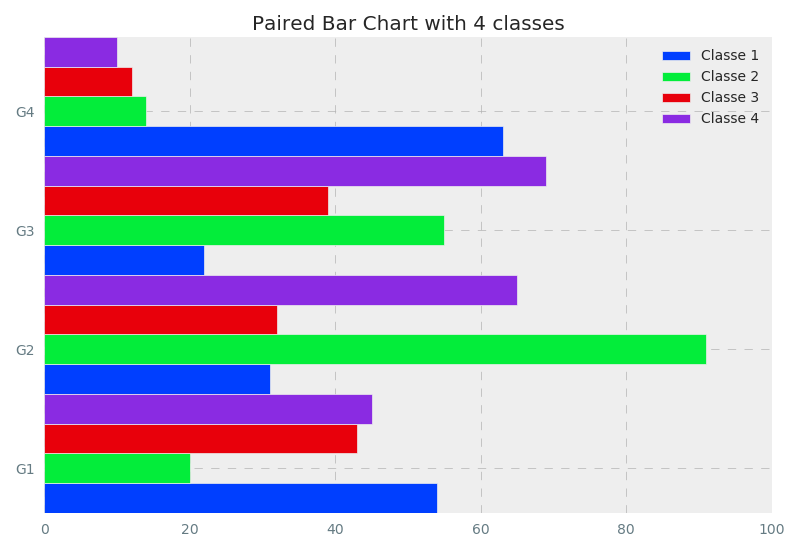 Paired Bar Chart with 4 classes
Classe 1
Classe 2
Classe 3
Classe 4
G4
G3
G2
G1
0 20 40 60 80 100